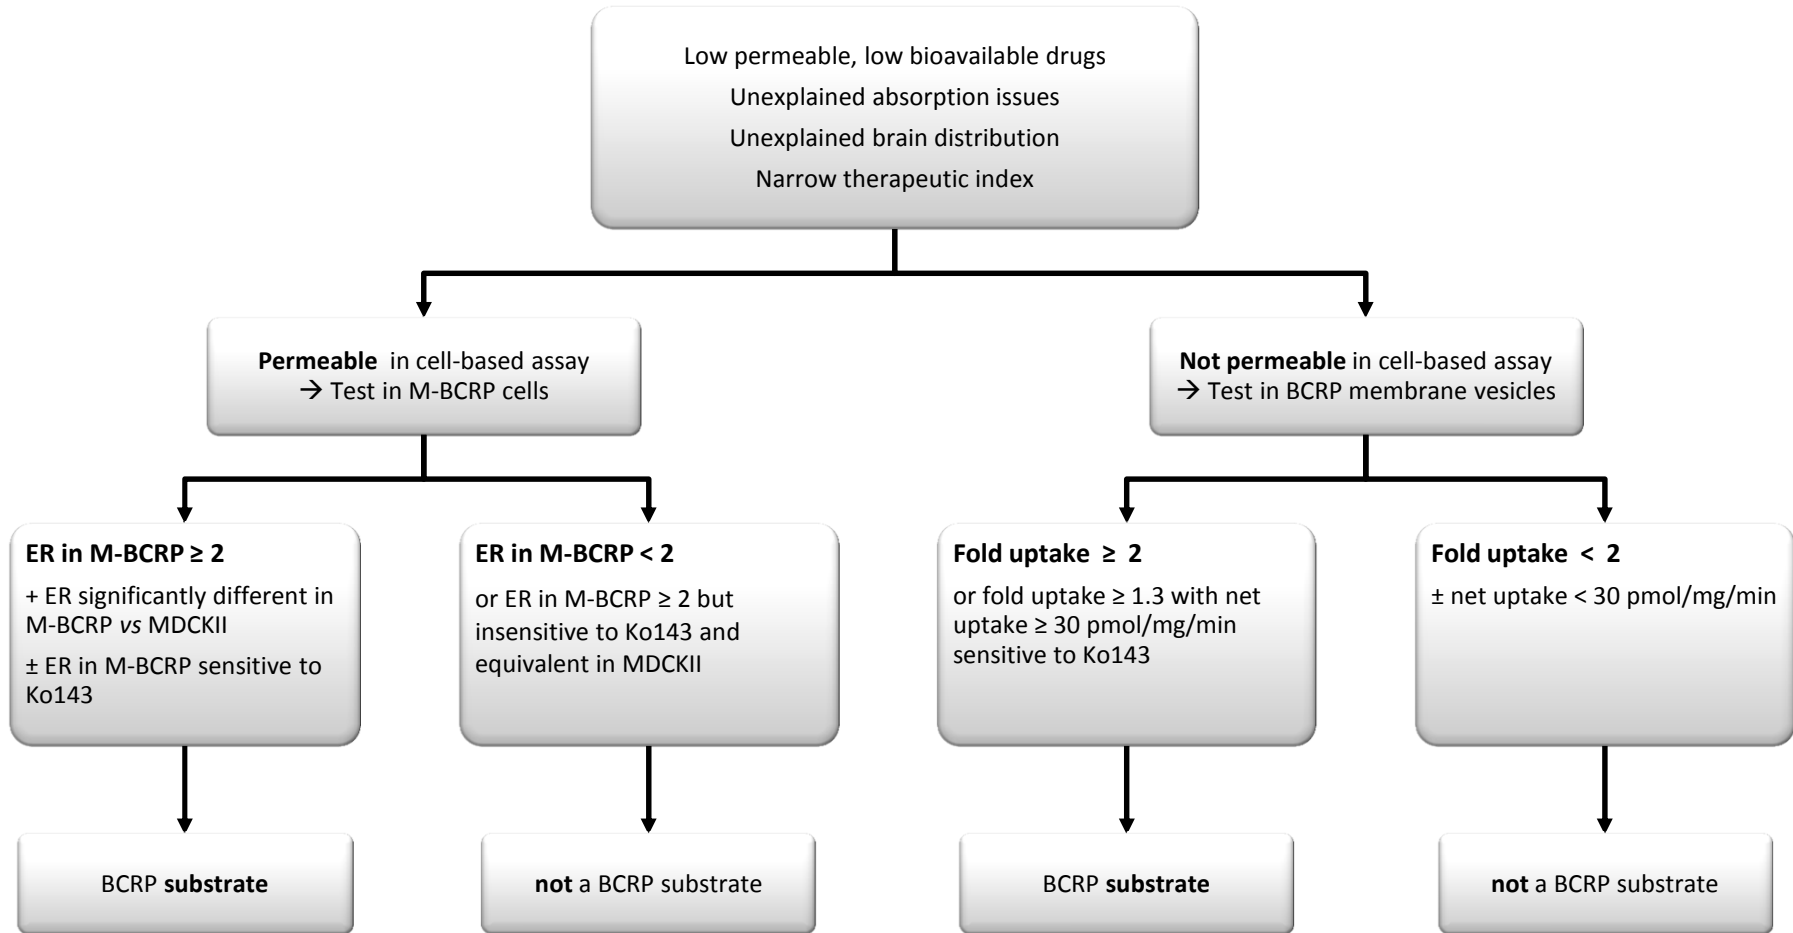 Low permeable, low bioavailable drugs
Unexplained absorption issues
Unexplained brain distribution
Narrow therapeutic index
Permeable in cell-based assay
→ Test in M-BCRP cells
Not permeable in cell-based assay
→ Test in BCRP membrane vesicles
ER in M-BCRP ≥ 2
+ ER significantly different in
M-BCRP vs MDCKII
± ER in M-BCRP sensitive to
Ko143
ER in M-BCRP < 2
or ER in M-BCRP ≥ 2 but
insensitive to Ko143 and
equivalent in MDCKII
Fold uptake ≥ 2
or fold uptake ≥ 1.3 with net
uptake ≥ 30 pmol/mg/min
sensitive to Ko143
Fold uptake < 2
± net uptake < 30 pmol/mg/min
BCRP substrate
not a BCRP substrate
BCRP substrate
not a BCRP substrate